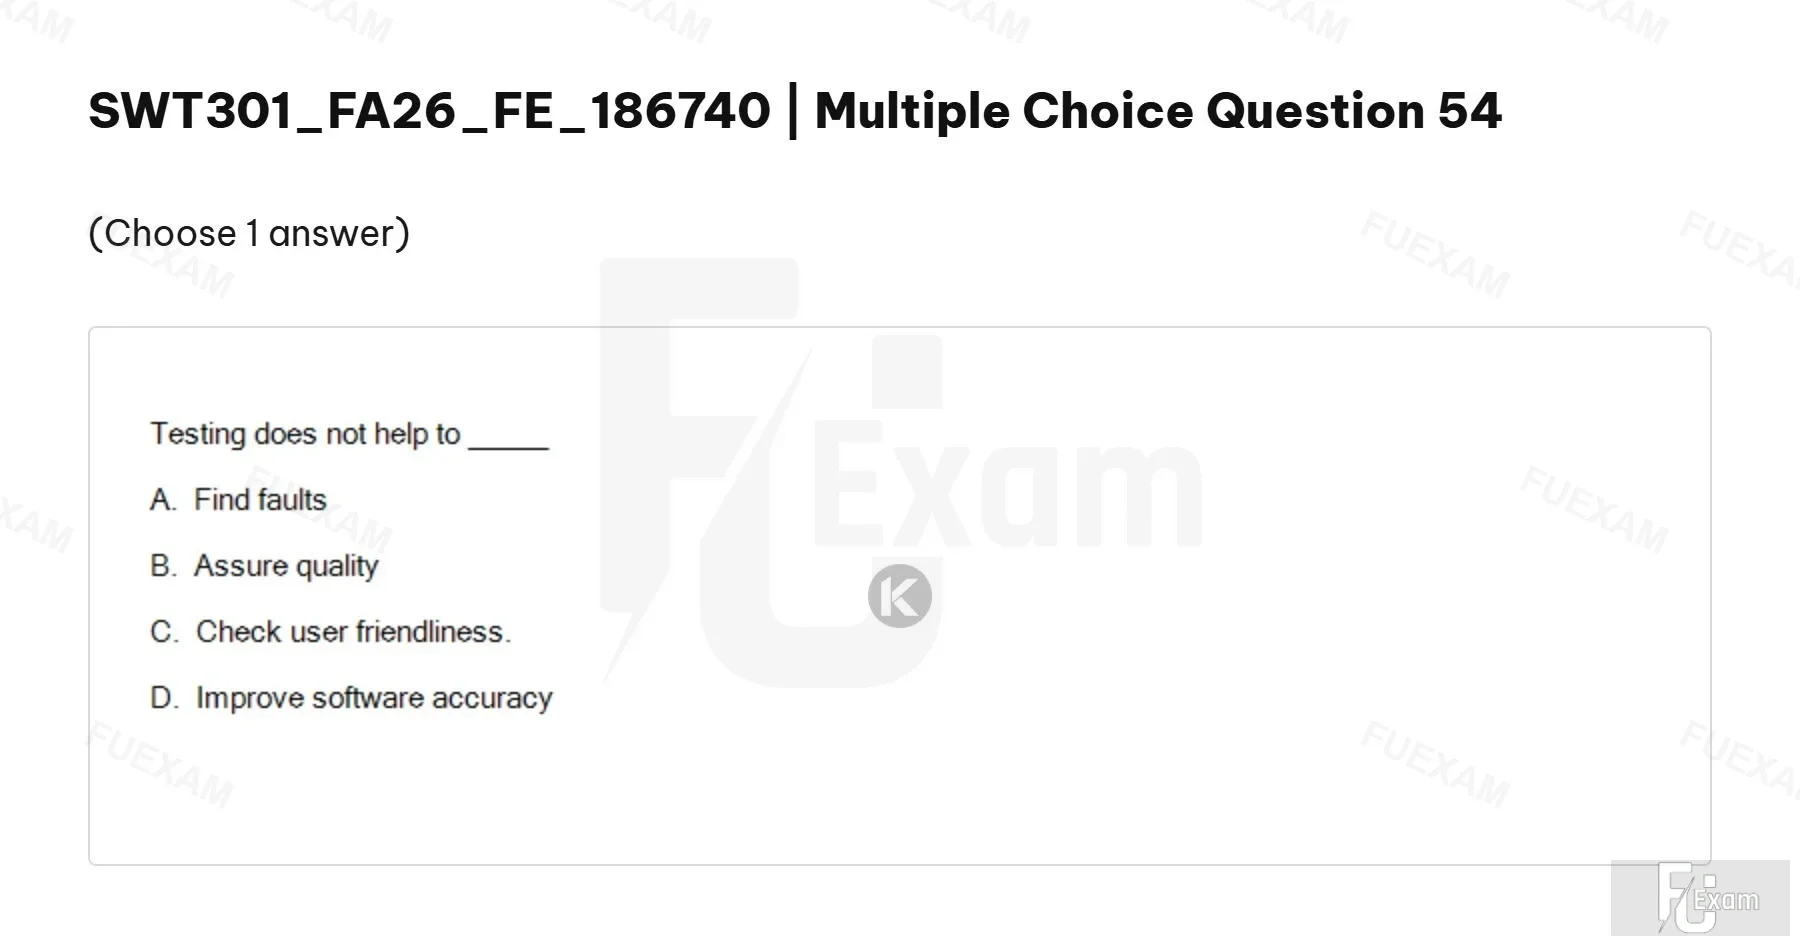 SWT301_FA26_FE_186740 | Multiple Choice Question 54
(Choose 1 answer)
Testing does not help to _____
A. Find faults
B. Assure quality
C. Check user friendliness.
D. Improve software accuracy
FUEXAM
Exam
K
Exam